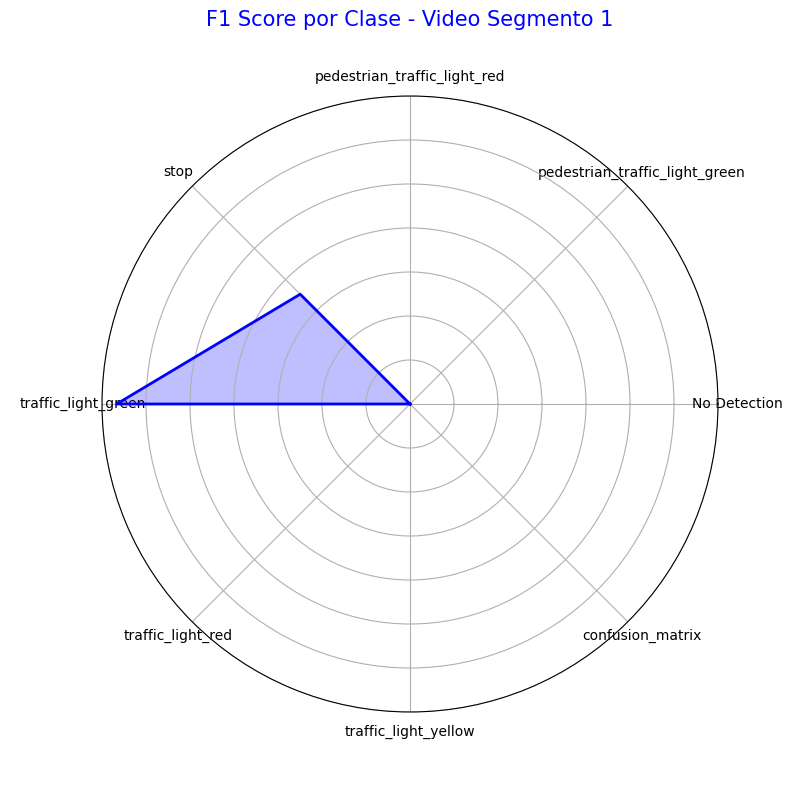 F1 Score por Clase - Video Segmento 1
pedestrian_traffic_light_red
stop
pedestrian_traffic_light_green
traffic_light_green
No Detection
traffic_light_red
confusion_matrix
traffic_light_yellow